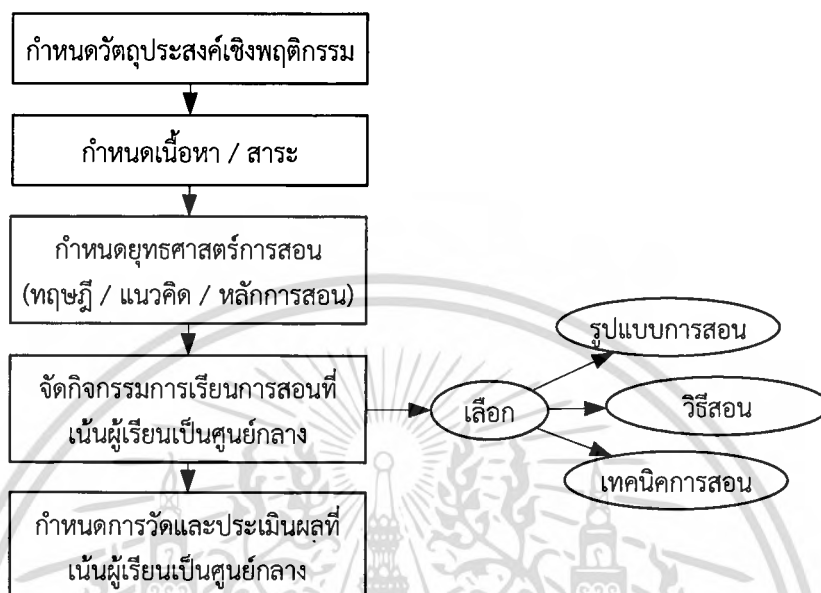 กำหนดวัตถุประสงค์เชิงพฤติกรรม
กำหนดเนื้อหา / สาระ
กำหนดยุทธศาสตร์การสอน
(ทฤษฎี / แนวคิด / หลักการสอน)
จัดกิจกรรมการเรียนการสอนที่
เน้นผู้เรียนเป็นศูนย์กลาง
เลือก
รูปแบบการสอน
วิธีสอน
เทคนิคการสอน
กำหนดการวัดและประเมินผลที่
เน้นผู้เรียนเป็นศูนย์กลาง